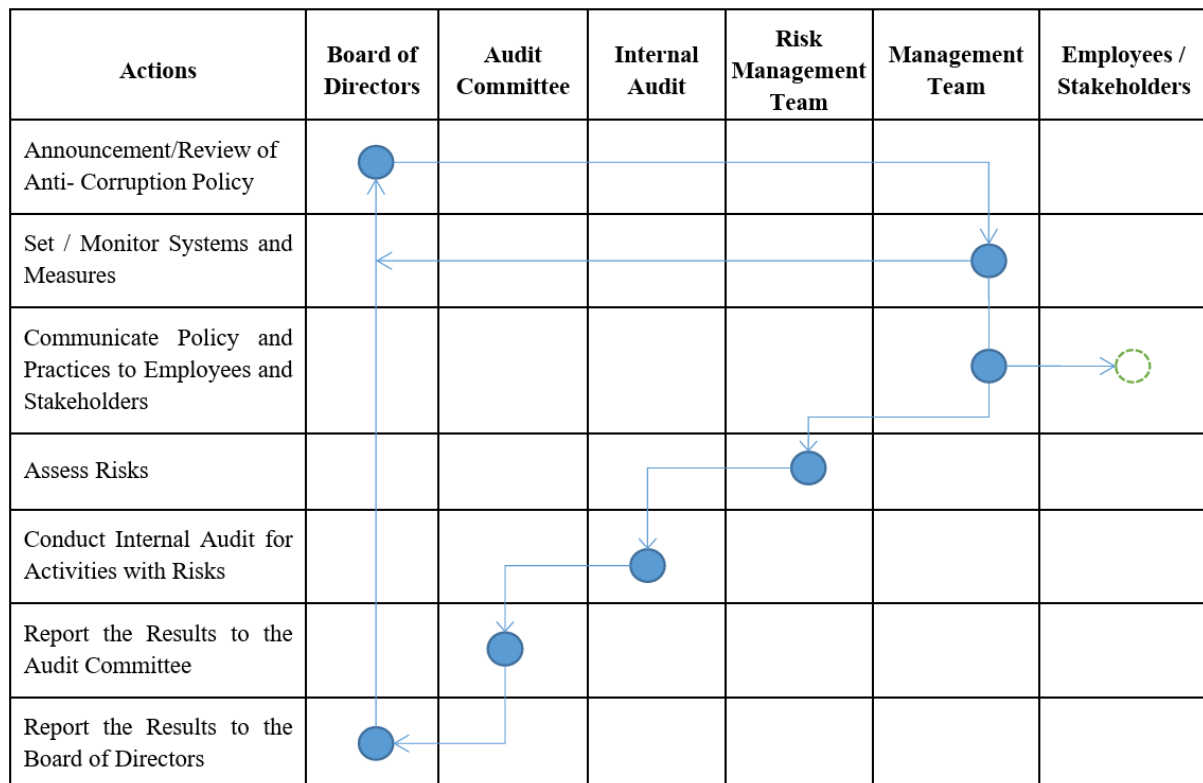 Actions
Board of
Directors
Audit
Committee
Internal
Audit
Risk
Management
Team
Management
Team
Employees /
Stakeholders
Announcement/Review of
Anti- Corruption Policy
Set / Monitor Systems and
Measures
Communicate Policy and
Practices to Employees and
Stakeholders
Assess Risks
Conduct Internal Audit for
Activities with Risks
Report the Results to the
Audit Committee
Report the Results to the
Board of Directors